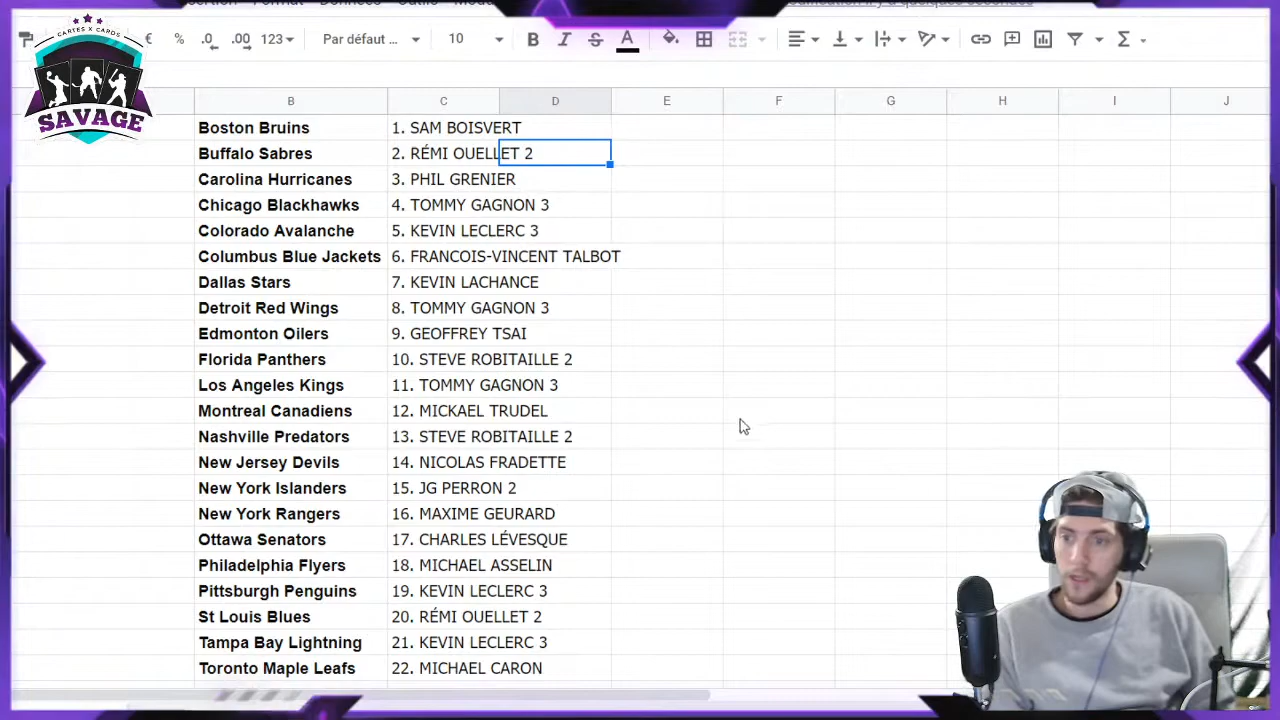 CARTES X CARDS
SAVAGE
€ % .0 .00 123 Par défaut ... 10 B I S A Σ
B C D E F G H I J
Boston Bruins 1. SAM BOISVERT
Buffalo Sabres 2. RÉMI OUELLET 2
Carolina Hurricanes 3. PHIL GRENIER
Chicago Blackhawks 4. TOMMY GAGNON 3
Colorado Avalanche 5. KEVIN LECLERC 3
Columbus Blue Jackets 6. FRANCOIS-VINCENT TALBOT
Dallas Stars 7. KEVIN LACHANCE
Detroit Red Wings 8. TOMMY GAGNON 3
Edmonton Oilers 9. GEOFFREY TSAI
Florida Panthers 10. STEVE ROBITAILLE 2
Los Angeles Kings 11. TOMMY GAGNON 3
Montreal Canadiens 12. MICKAEL TRUDEL
Nashville Predators 13. STEVE ROBITAILLE 2
New Jersey Devils 14. NICOLAS FRADETTE
New York Islanders 15. JG PERRON 2
New York Rangers 16. MAXIME GEURARD
Ottawa Senators 17. CHARLES LÉVESQUE
Philadelphia Flyers 18. MICHAEL ASSELIN
Pittsburgh Penguins 19. KEVIN LECLERC 3
St Louis Blues 20. RÉMI OUELLET 2
Tampa Bay Lightning 21. KEVIN LECLERC 3
Toronto Maple Leafs 22. MICHAEL CARON